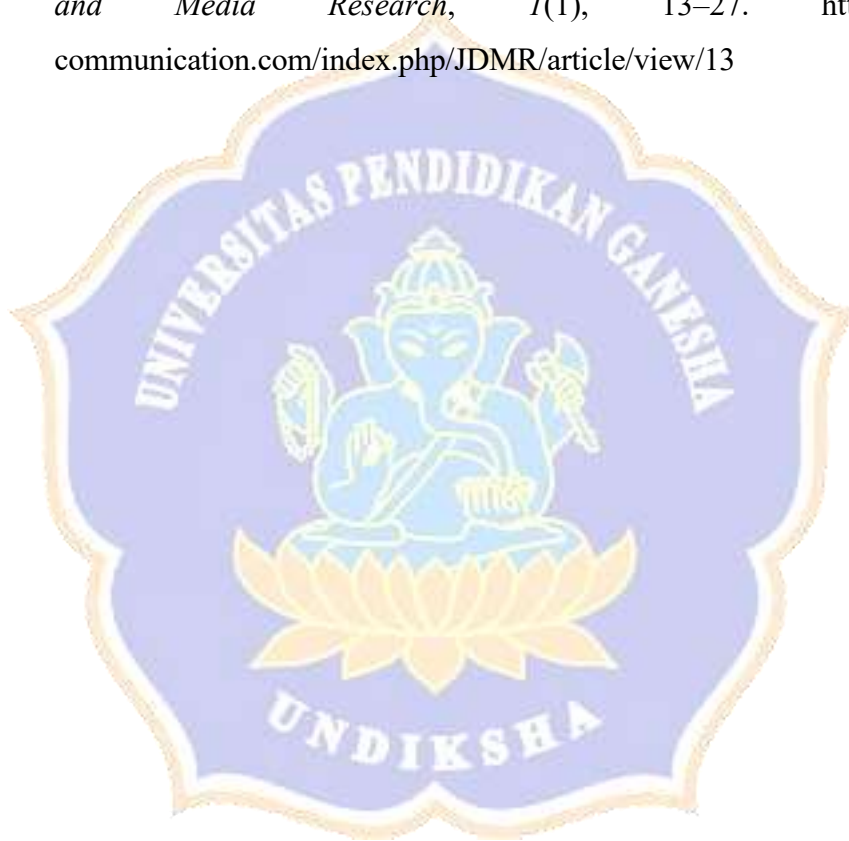 and Media Research, 1(1), 13–27. htt
communication.com/index.php/JDMR/article/view/13
UNIVERSITAS PENDIDIKAN GANESHA
UNDIKSHA